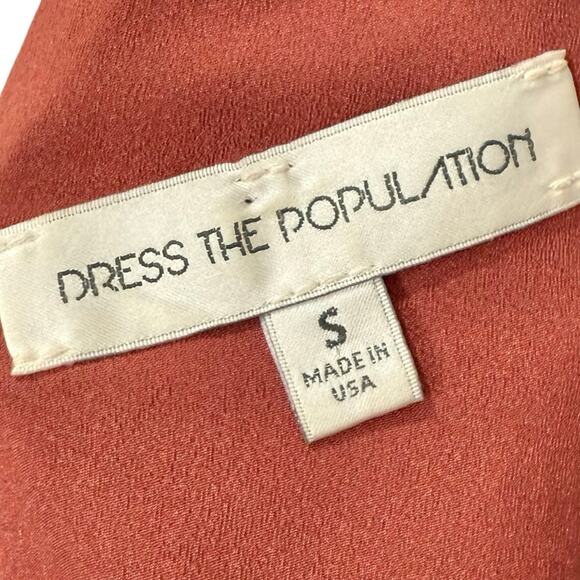 DRESS THE POPULATION
S
MADE IN
USA